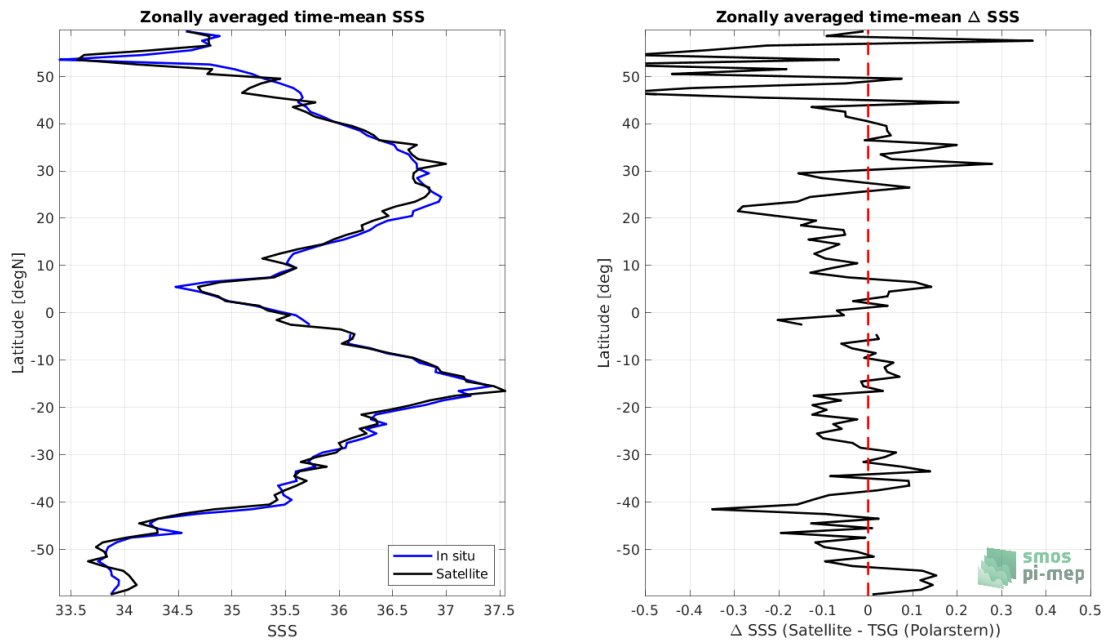 Zonally averaged time-mean SSS
50
40
30
20
10
0
-10
-20
-30
-40
-50
Latitude [degN]
33.5 34 34.5 35 35.5 36 36.5 37 37.5
SSS
In situ
Satellite
Zonally averaged time-mean Δ SSS
50
40
30
20
10
0
-10
-20
-30
-40
-50
Latitude [deg]
-0.5 -0.4 -0.3 -0.2 -0.1 0 0.1 0.2 0.3 0.4 0.5
Δ SSS (Satellite - TSG (Polarstern))
smos
pi-mep